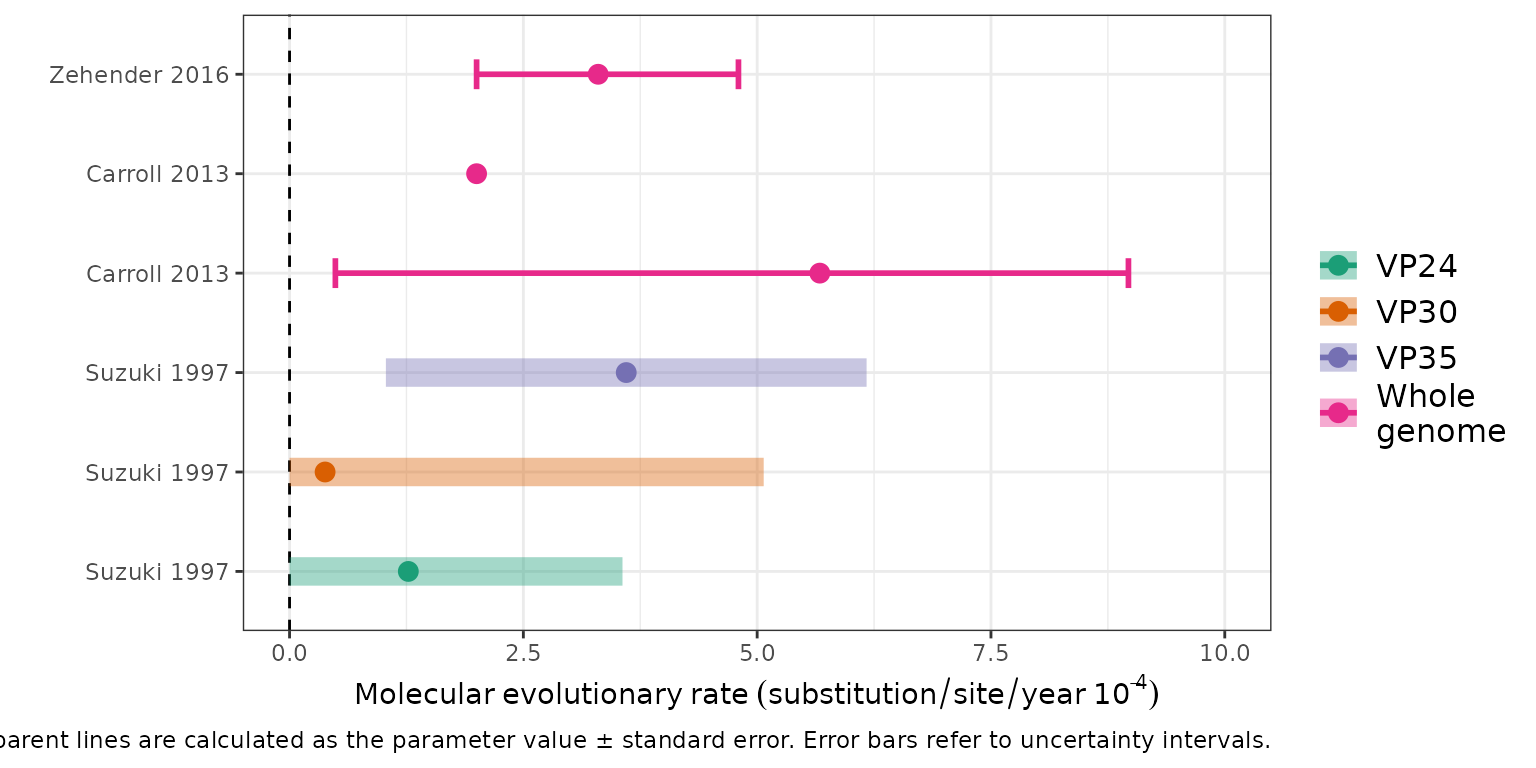 Zehender 2016
Carroll 2013
Carroll 2013
Suzuki 1997
Suzuki 1997
Suzuki 1997
0.0 2.5 5.0 7.5 10.0
Molecular evolutionary rate (substitution/site/year 10⁻⁴)
parent lines are calculated as the parameter value ± standard error. Error bars refer to uncertainty intervals.
VP24
VP30
VP35
Whole
genome